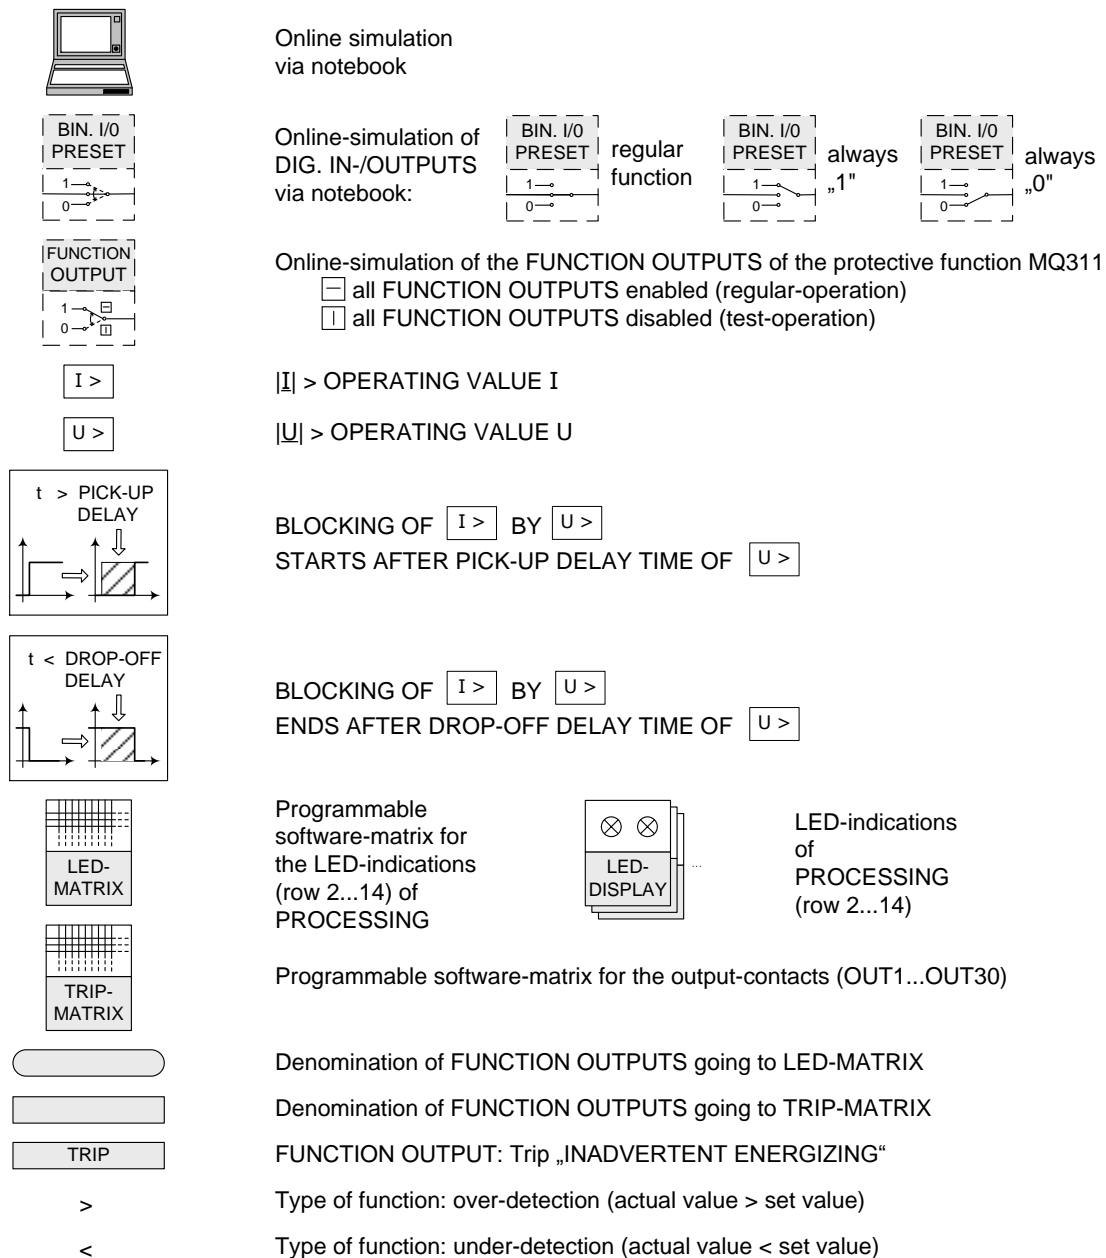 Online simulation
via notebook
BIN. I/0
PRESET
1
0
Online-simulation of
DIG. IN-/OUTPUTS
via notebook:
BIN. I/0
PRESET
1
0
regular
function
BIN. I/0
PRESET
1
0
always
„1"
BIN. I/0
PRESET
1
0
always
„0"
FUNCTION
OUTPUT
1
0
Online-simulation of the FUNCTION OUTPUTS of the protective function MQ311
all FUNCTION OUTPUTS enabled (regular-operation)
all FUNCTION OUTPUTS disabled (test-operation)
I >
|I| > OPERATING VALUE I
U >
|U| > OPERATING VALUE U
t > PICK-UP
DELAY
BLOCKING OF I > BY U >
STARTS AFTER PICK-UP DELAY TIME OF U >
t < DROP-OFF
DELAY
BLOCKING OF I > BY U >
ENDS AFTER DROP-OFF DELAY TIME OF U >
LED-
MATRIX
Programmable
software-matrix for
the LED-indications
(row 2...14) of
PROCESSING
LED-
DISPLAY
...
LED-indications
of
PROCESSING
(row 2...14)
TRIP-
MATRIX
Programmable software-matrix for the output-contacts (OUT1...OUT30)
Denomination of FUNCTION OUTPUTS going to LED-MATRIX
Denomination of FUNCTION OUTPUTS going to TRIP-MATRIX
TRIP
FUNCTION OUTPUT: Trip „INADVERTENT ENERGIZING“
>
Type of function: over-detection (actual value > set value)
<
Type of function: under-detection (actual value < set value)